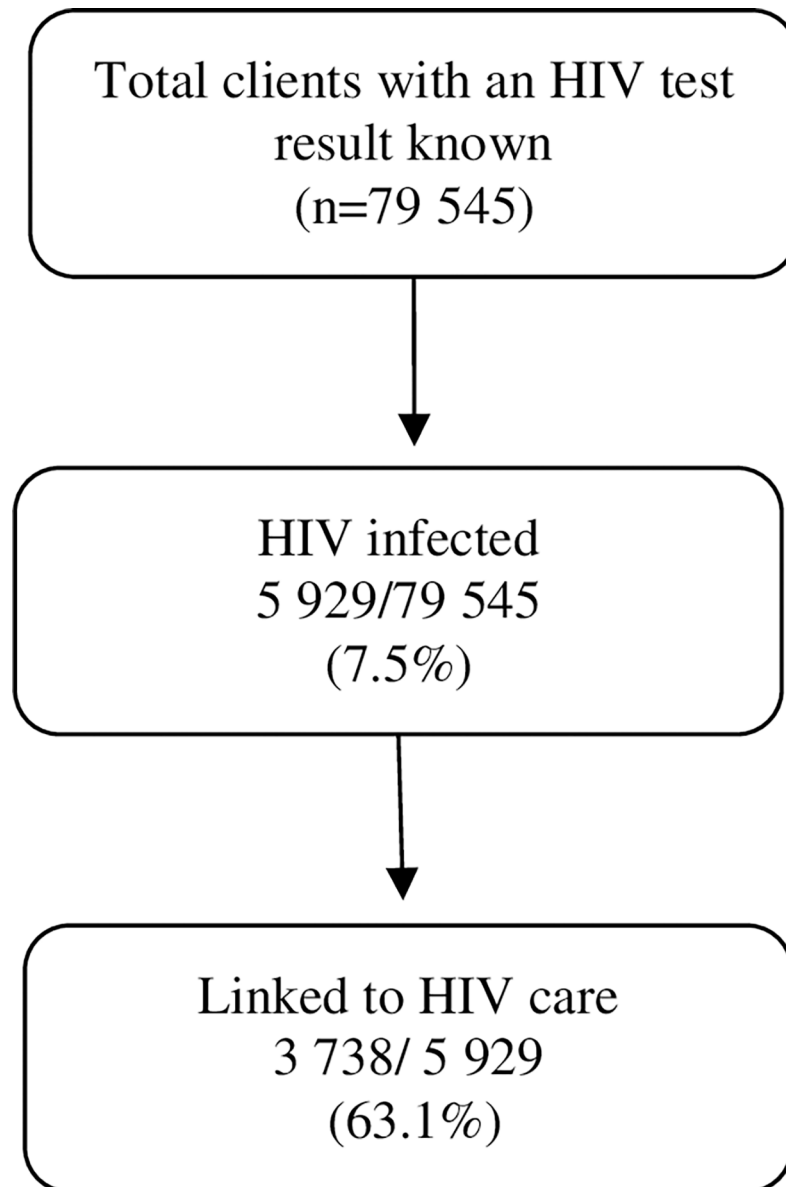 Total clients with an HIV test
result known
(n=79 545)
HIV infected
5 929/79 545
(7.5%)
Linked to HIV care
3 738/ 5 929
(63.1%)